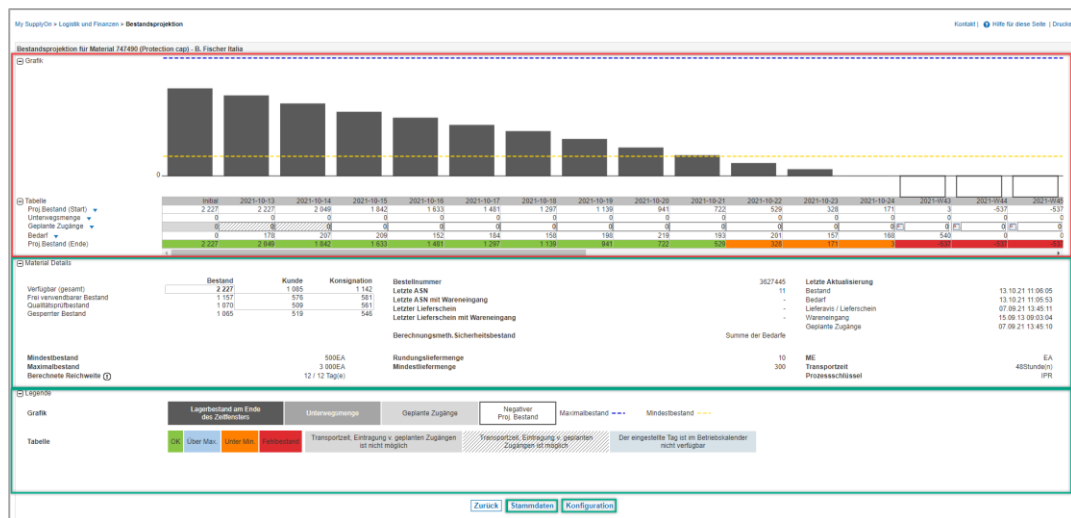 My SupplyOn » Logistik und Finanzen » Bestandsprojektion
Kontakt | Hilfe für diese Seite | Drucke
Bestandsprojektion für Material 747490 (Protection cap) - B. Fischer Italia
Grafik
0
Tabelle Initial 2021-10-13 2021-10-14 2021-10-15 2021-10-16 2021-10-17 2021-10-18 2021-10-19 2021-10-20 2021-10-21 2021-10-22 2021-10-23 2021-10-24 2021-W43 2021-W44 2021-W45
Proj.Bestand (Start) 2 227 2 227 2 049 1 842 1 633 1 481 1 297 1 139 941 722 529 328 171 3 -537 -537
Unterwegsmenge 0 0 0 0 0 0 0 0 0 0 0 0 0 0 0
Geplante Zugänge 0 0 0 0 0 0 0 0 0 0 0 0 0 0 0
Bedarf 0 178 207 209 152 184 158 198 219 193 201 157 168 540 0 0
Proj.Bestand (Ende) 2 227 2 049 1 842 1 633 1 481 1 297 1 139 941 722 529 328 171 3 -537 -537
Material Details
Bestand Kunde Konsignation
Verfügbar (gesamt) 2 227 1 085 1 142
Frei verwendbarer Bestand 1 157 576 581
Qualitätsprüfbestand 1 070 509 561
Gesperrter Bestand 1 065 519 546
Bestellnummer 3627445
Letzte ASN 11
Letzte ASN mit Wareneingang -
Letzter Lieferschein -
Letzter Lieferschein mit Wareneingang -
Berechnungsmeth.Sicherheitsbestand Summe der Bedarfe
Letzte Aktualisierung
Bestand 13.10.21 11:06:05
Bedarf 13.10.21 11:05:53
Lieferavis / Lieferschein 07.09.21 13:45:11
Wareneingang 15.09.13 09:03:04
Geplante Zugänge 07.09.21 13:45:10
Mindestbestand 500EA
Maximalbestand 3 000EA
Berechnete Reichweite 12 / 12 Tag(e)
Rundungsliefermenge 10
Mindestliefermenge 300
ME EA
Transportzeit 48Stunde(n)
Prozessschlüssel IPR
Legende
Grafik
Lagerbestand am Ende des Zeitfensters
Unterwegsmenge
Geplante Zugänge
Negativer Proj. Bestand
Maximalbestand
Mindestbestand
Tabelle
OK
Über Max.
Unter Min.
Fehlbestand
Transportzeit, Eintragung v. geplanten Zugängen ist nicht möglich
Transportzeit, Eintragung v. geplanten Zugängen ist möglich
Der eingestellte Tag ist im Betriebskalender nicht verfügbar
Zurück Stammdaten Konfiguration